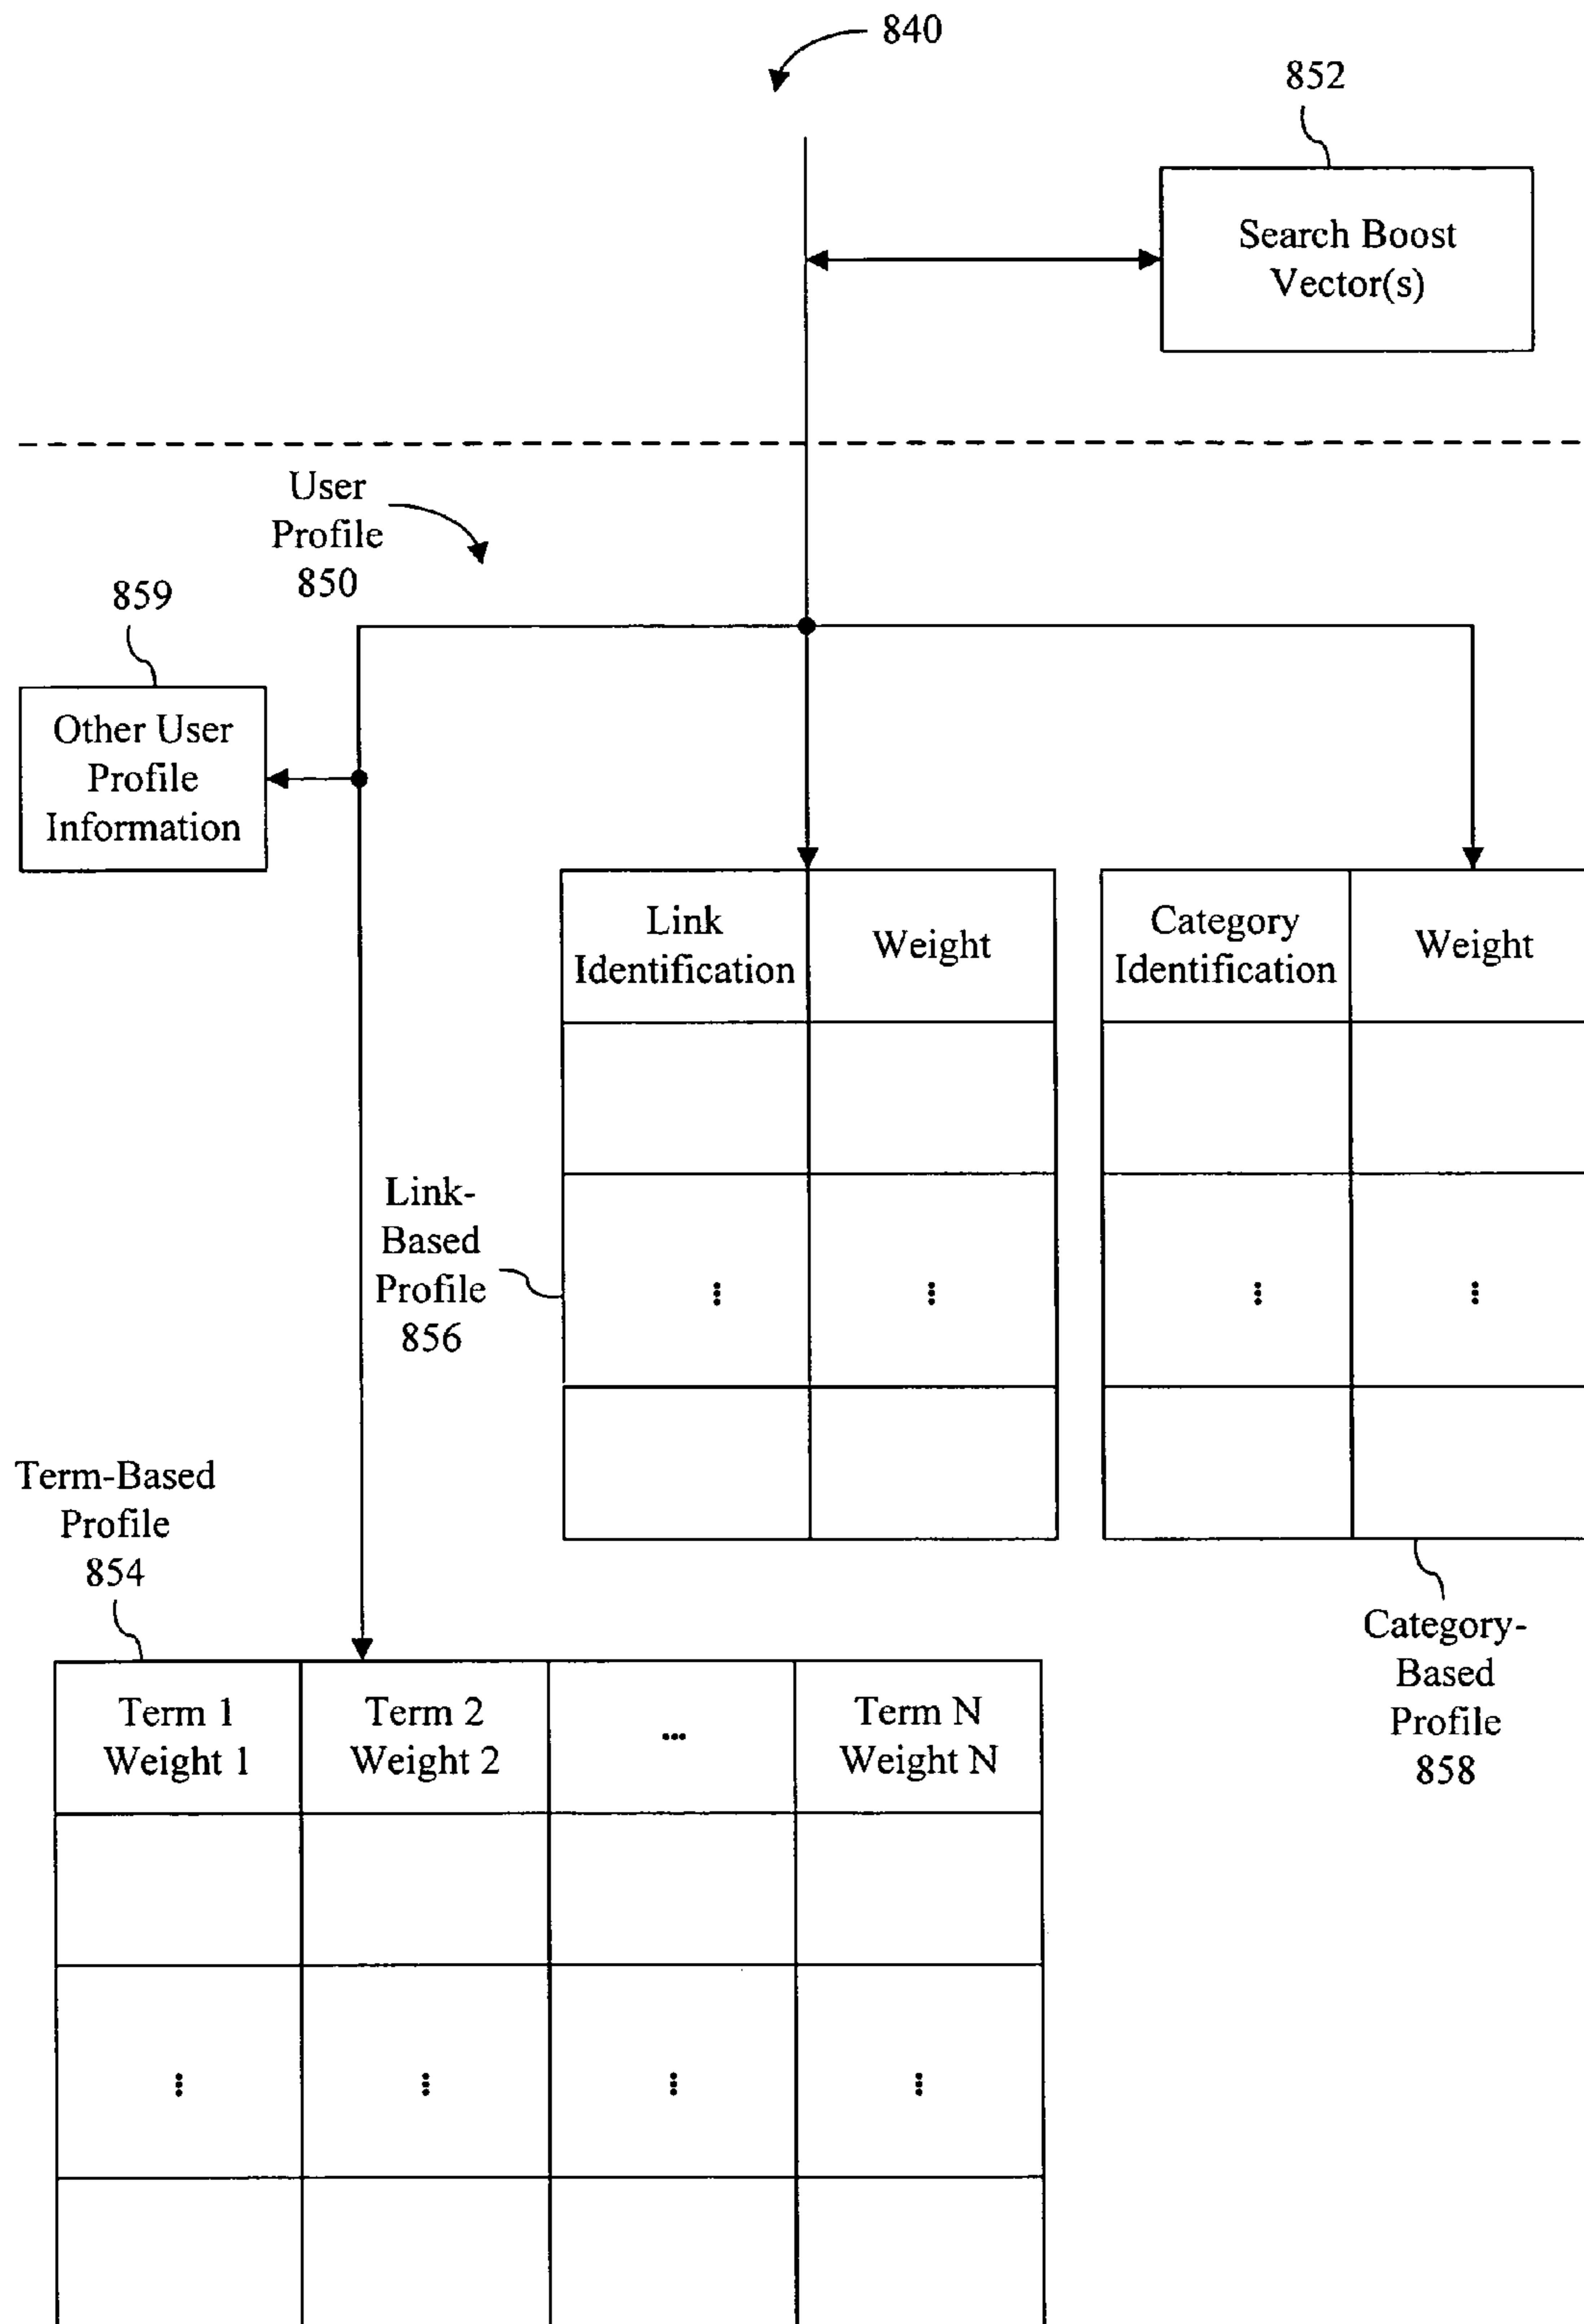 840
852
Search Boost
Vector(s)
User
Profile
850
859
Other User
Profile
Information
Link
Identification
Weight
Category
Identification
Weight
Link-
Based
Profile
856
Term-Based
Profile
854
Category-
Based
Profile
858
Term 1
Weight 1
Term 2
Weight 2
...
Term N
Weight N